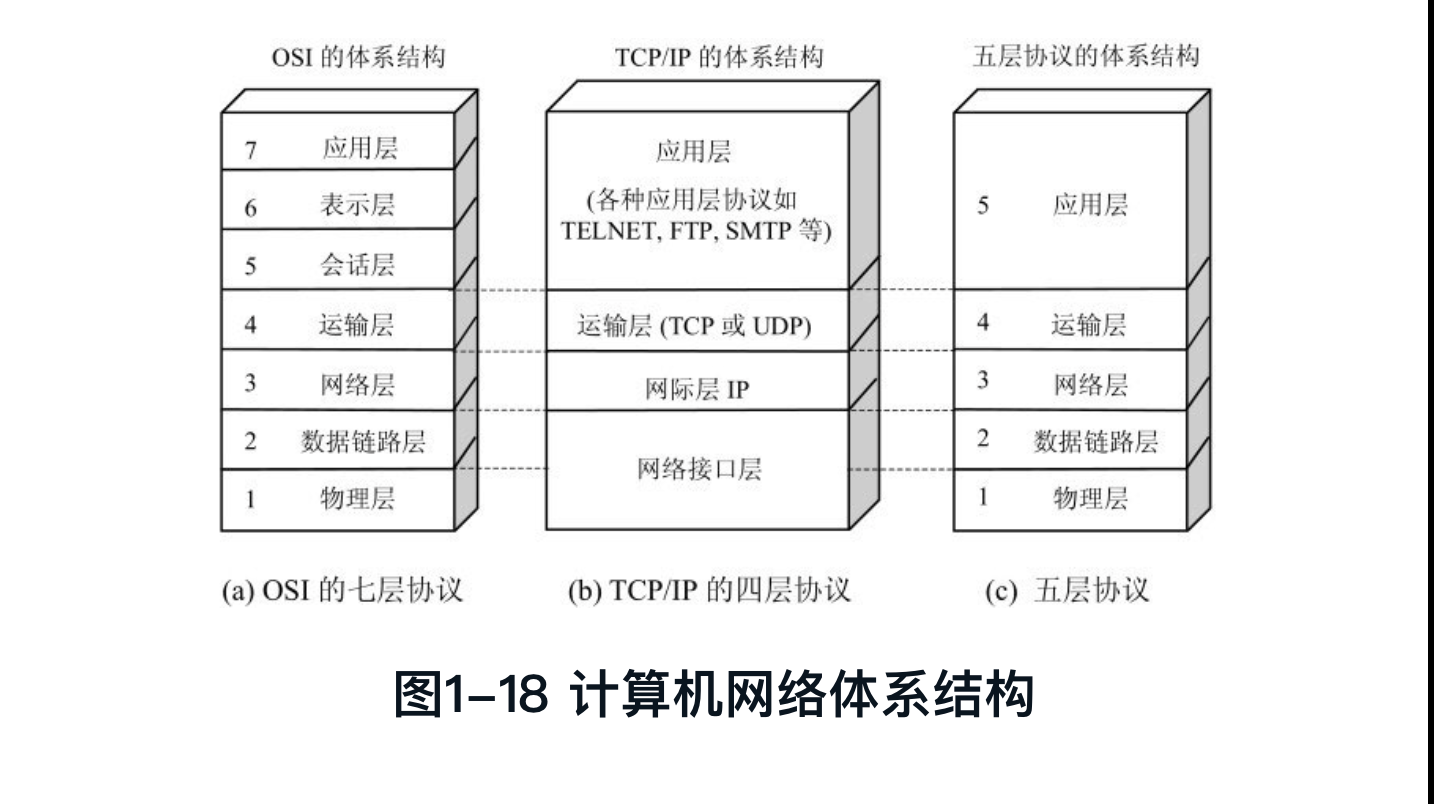 OSI 的体系结构
7 应用层
6 表示层
5 会话层
4 运输层
3 网络层
2 数据链路层
1 物理层
(a) OSI 的七层协议
TCP/IP 的体系结构
应用层
(各种应用层协议如
TELNET, FTP, SMTP 等)
运输层 (TCP 或 UDP)
网际层 IP
网络接口层
(b) TCP/IP 的四层协议
五层协议的体系结构
5 应用层
4 运输层
3 网络层
2 数据链路层
1 物理层
(c) 五层协议
图1-18 计算机网络体系结构